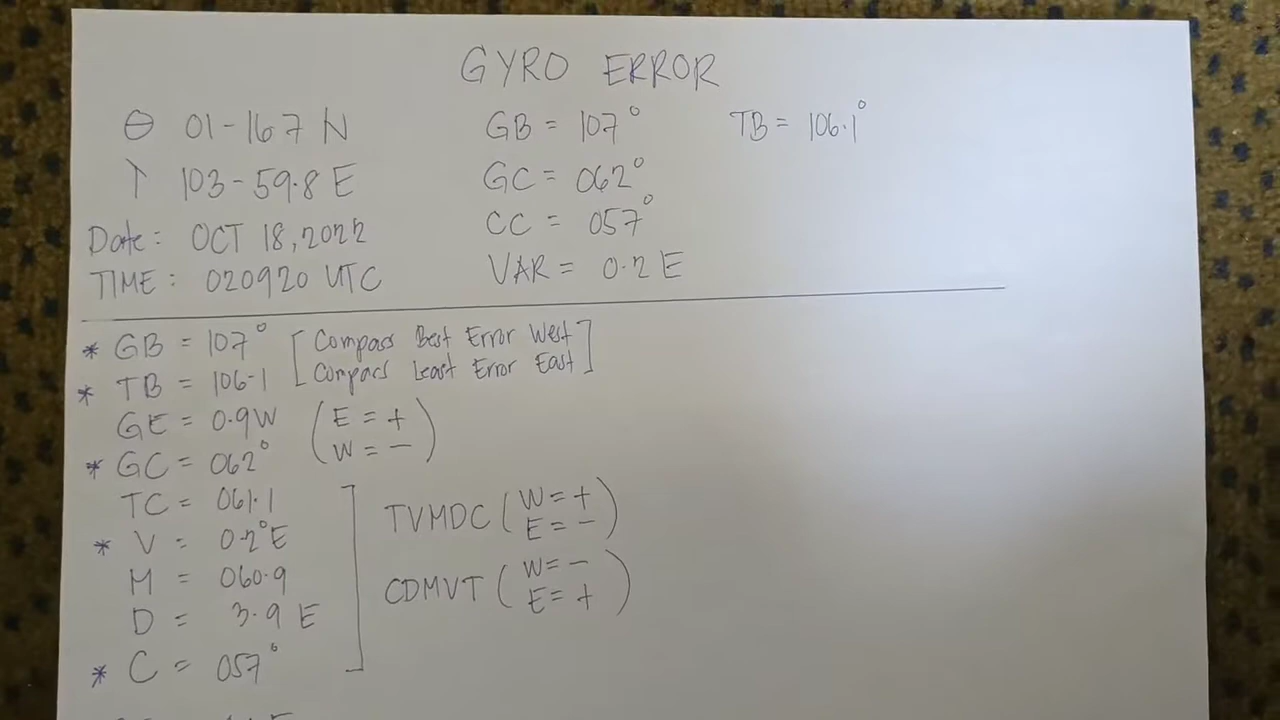 GYRO ERROR
Θ 01-16.7 N
λ 103-59.8 E
Date: OCT 18, 2022
TIME: 020920 UTC
GB = 107°
GC = 062°
CC = 057°
VAR = 0.2 E
TB = 106.1°
* GB = 107° [Compass Best Error West]
* TB = 106.1 [Compass Least Error East]
GE = 0.9W (E = +
W = -)
* GC = 062°
TC = 061.1
* V = 0.2°E
M = 060.9
D = 3.9 E
* C = 057°
TVMDC (W = +
E = -)
CDMVT (W = -
E = +)